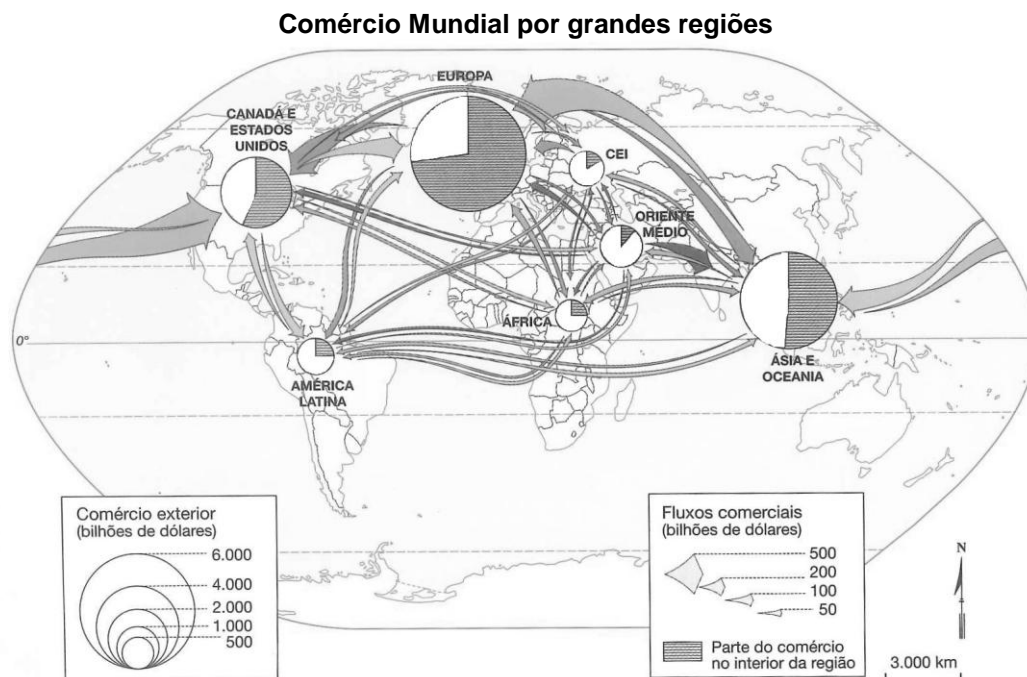 Comércio Mundial por grandes regiões
EUROPA
CANADÁ E
ESTADOS
UNIDOS
CEI
ORIENTE
MÉDIO
ÁFRICA
0°
ÁSIA E
OCEANIA
AMÉRICA
LATINA
Comércio exterior
(bilhões de dólares)
6.000
4.000
2.000
1.000
500
Fluxos comerciais
(bilhões de dólares)
500
200
100
50
Parte do comércio
no interior da região
N
3.000 km